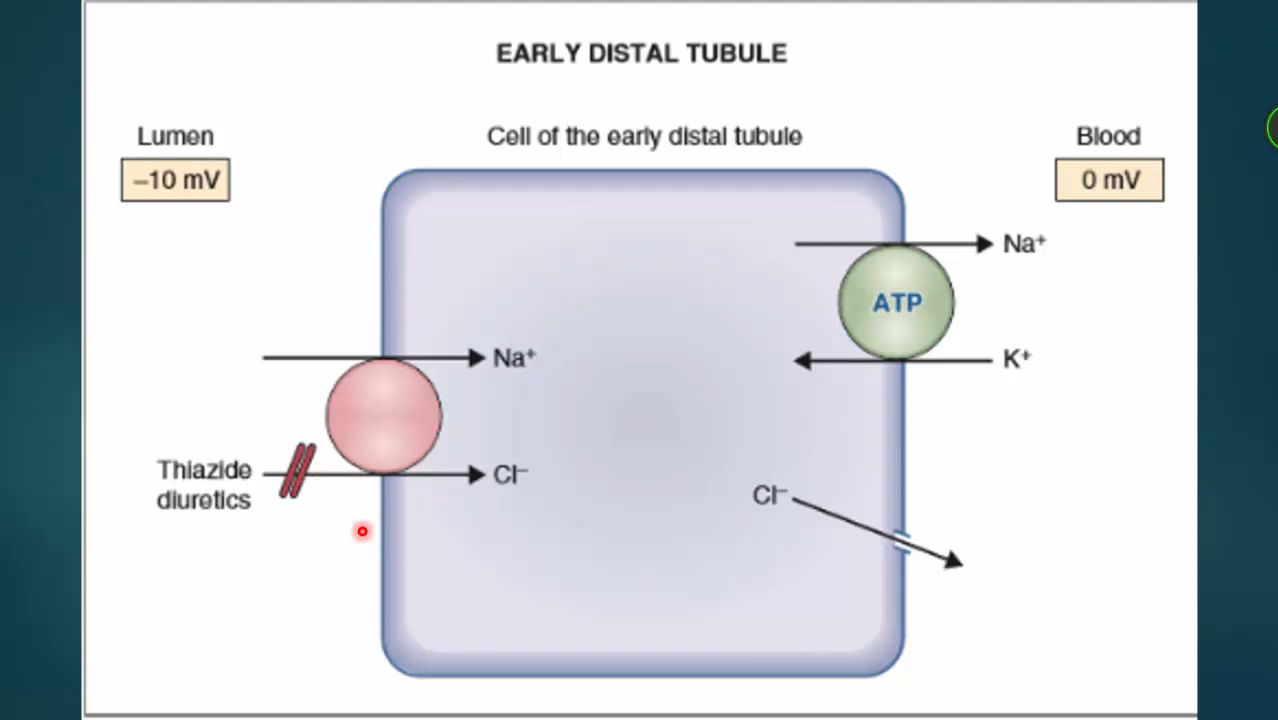 EARLY DISTAL TUBULE
Lumen
Cell of the early distal tubule
Blood
–10 mV
0 mV
Na⁺
ATP
Na⁺
K⁺
Thiazide
diuretics
Cl⁻
Cl⁻